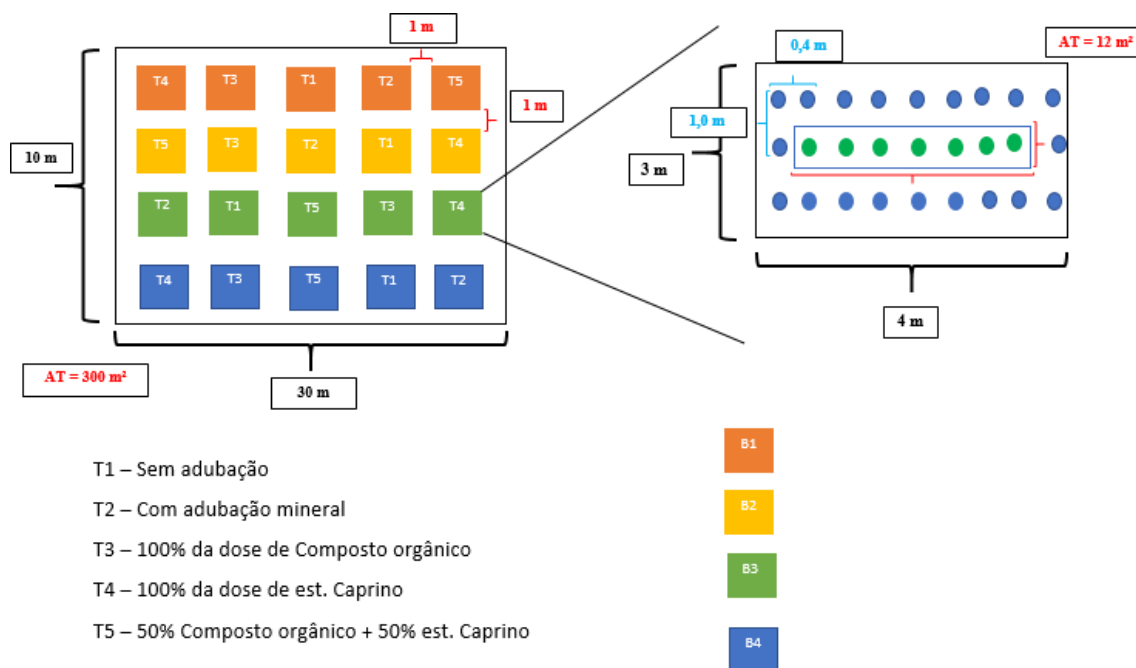 1 m
AT = 12 m²
0,4 m
T4 T3 T1 T2 T5
1 m
1,0 m
T5 T3 T2 T1 T4
10 m
3 m
T2 T1 T5 T3 T4
T4 T3 T5 T1 T2
4 m
AT = 300 m²
30 m
T1 – Sem adubação
T2 – Com adubação mineral
T3 – 100% da dose de Composto orgânico
T4 – 100% da dose de est. Caprino
T5 – 50% Composto orgânico + 50% est. Caprino
B1
B2
B3
B4